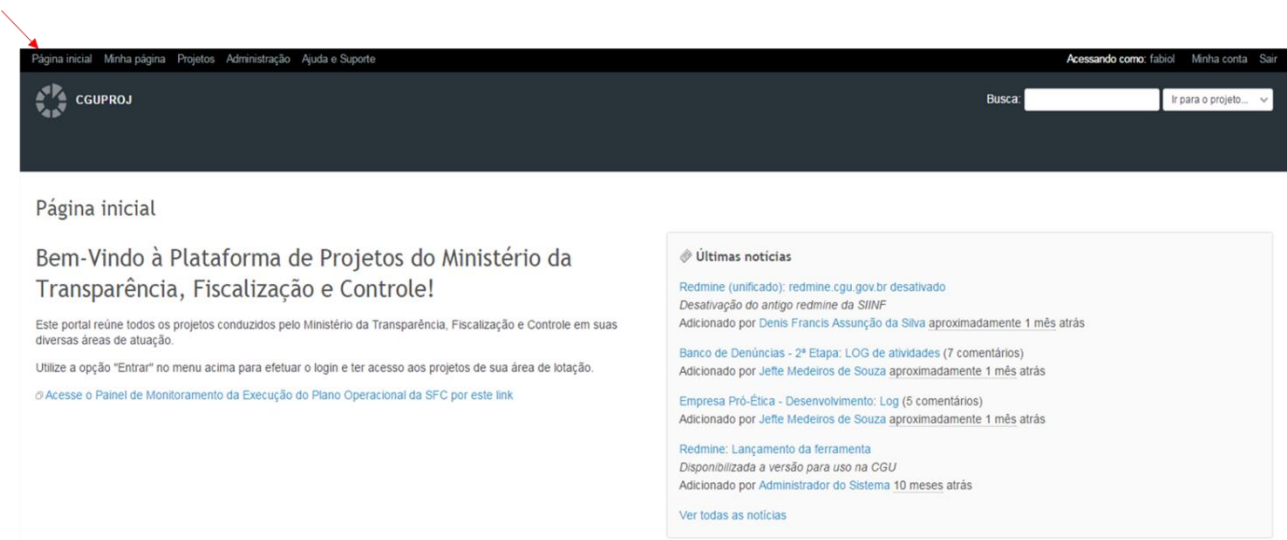 Página inicial Minha página Projetos Administração Ajuda e Suporte Acessando como: fabiol Minha conta Sair
CGUPROJ Busca: Ir para o projeto...
Página inicial
Bem-Vindo à Plataforma de Projetos do Ministério da
Transparência, Fiscalização e Controle!
Este portal reúne todos os projetos conduzidos pelo Ministério da Transparência, Fiscalização e Controle em suas
diversas áreas de atuação.
Utilize a opção "Entrar" no menu acima para efetuar o login e ter acesso aos projetos de sua área de lotação.
Acesse o Painel de Monitoramento da Execução do Plano Operacional da SFC por este link
Últimas notícias
Redmine (unificado): redmine.cgu.gov.br desativado
Desativação do antigo redmine da SIINF
Adicionado por Denis Francis Assunção da Silva aproximadamente 1 mês atrás
Banco de Denúncias - 2ª Etapa: LOG de atividades (7 comentários)
Adicionado por Jefte Medeiros de Souza aproximadamente 1 mês atrás
Empresa Pró-Ética - Desenvolvimento: Log (5 comentários)
Adicionado por Jefte Medeiros de Souza aproximadamente 1 mês atrás
Redmine: Lançamento da ferramenta
Disponibilizada a versão para uso na CGU
Adicionado por Administrador do Sistema 10 meses atrás
Ver todas as notícias